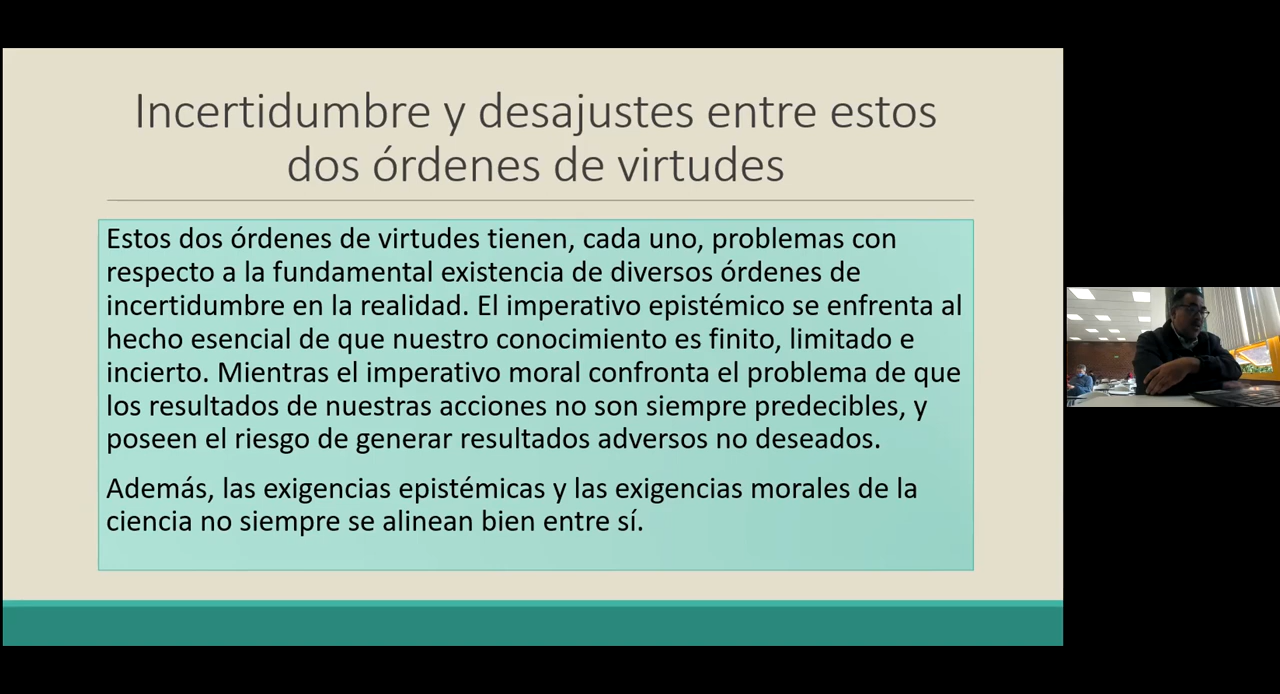 Incertidumbre y desajustes entre estos
dos órdenes de virtudes
Estos dos órdenes de virtudes tienen, cada uno, problemas con
respecto a la fundamental existencia de diversos órdenes de
incertidumbre en la realidad. El imperativo epistémico se enfrenta al
hecho esencial de que nuestro conocimiento es finito, limitado e
incierto. Mientras el imperativo moral confronta el problema de que
los resultados de nuestras acciones no son siempre predecibles, y
poseen el riesgo de generar resultados adversos no deseados.
Además, las exigencias epistémicas y las exigencias morales de la
ciencia no siempre se alinean bien entre sí.